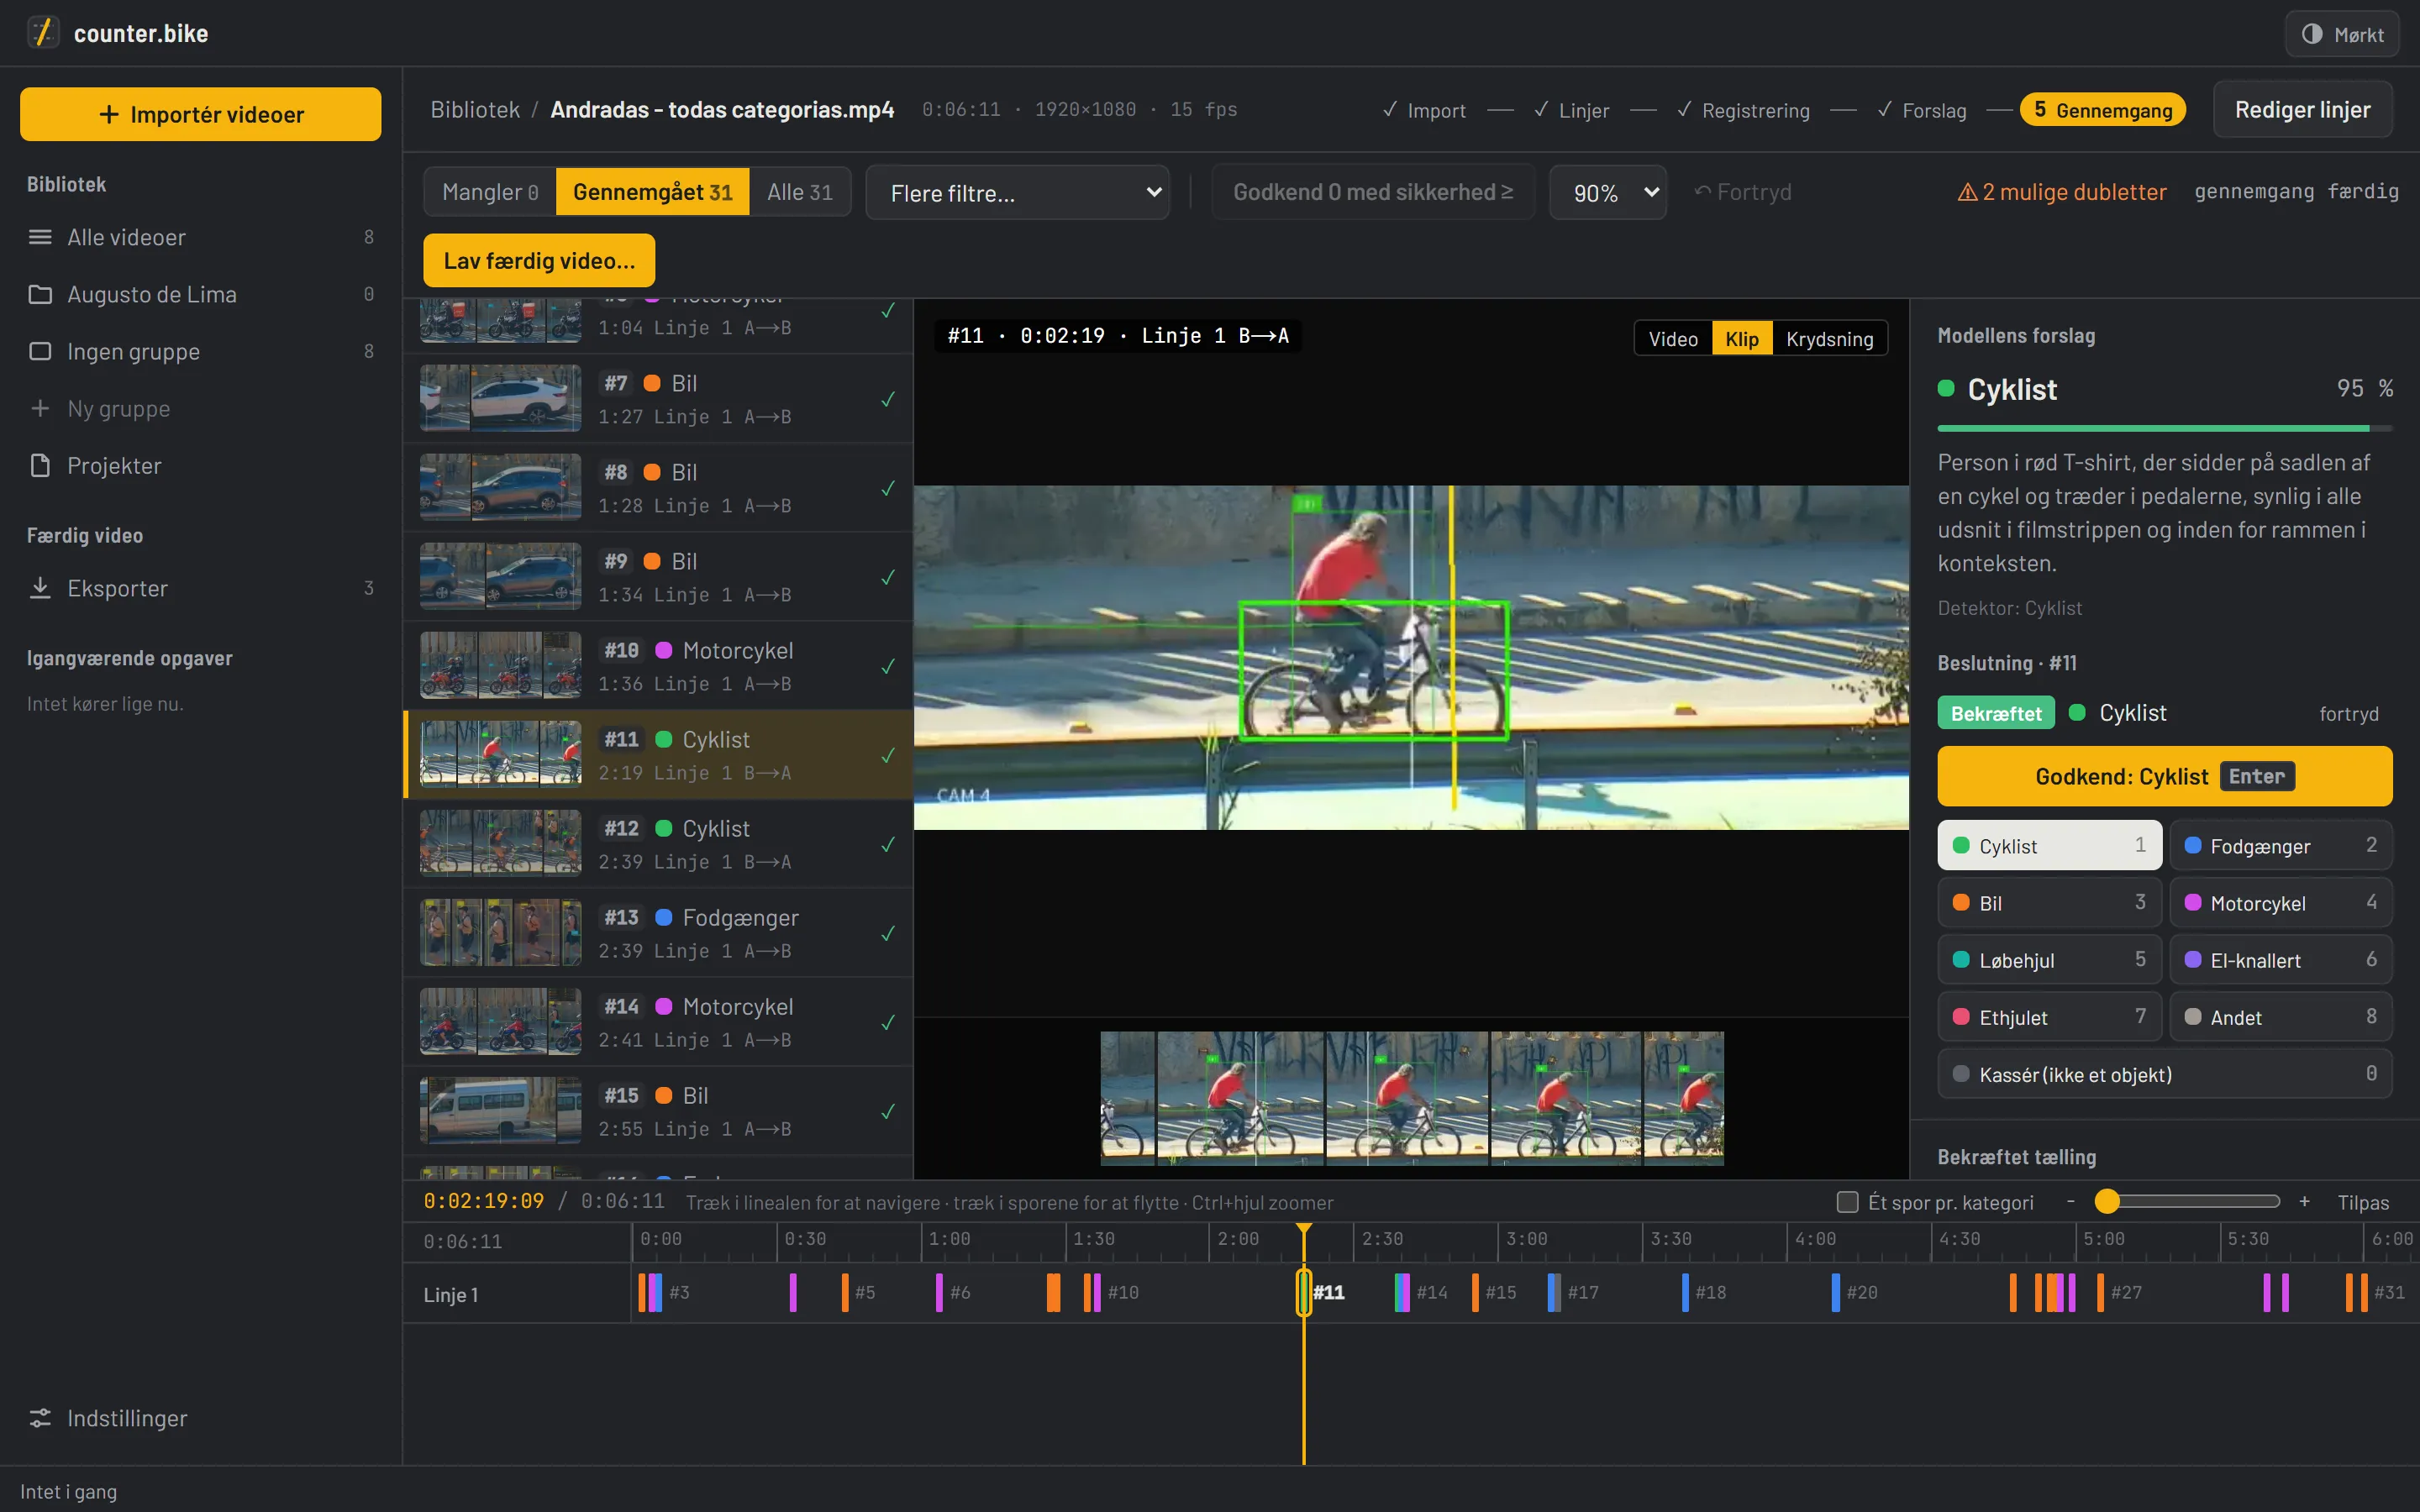 counter.bike
Mørkt
Importér videoer
Bibliotek
Alle videoer 8
Augusto de Lima 0
Ingen gruppe 8
Ny gruppe
Projekter
Færdig video
Eksporter 3
Igangværende opgaver
Intet kører lige nu.
Indstillinger
Intet i gang
Bibliotek / Andradas - todas categorias.mp4 0:06:11 · 1920×1080 · 15 fps
✓ Import — ✓ Linjer — ✓ Registrering — ✓ Forslag — 5 Gennemgang
Rediger linjer
Mangler 0 Gennemgået 31 Alle 31
Flere filtre...
Godkend 0 med sikkerhed ≥ 90%
Fortryd
2 mulige dubletter
gennemgang færdig
Lav færdig video...
1:04 Linje 1 A→B
#7 Bil
1:27 Linje 1 A→B
#8 Bil
1:28 Linje 1 A→B
#9 Bil
1:34 Linje 1 A→B
#10 Motorcykel
1:36 Linje 1 A→B
#11 Cyklist
2:19 Linje 1 B→A
#12 Cyklist
2:39 Linje 1 B→A
#13 Fodgænger
2:39 Linje 1 A→B
#14 Motorcykel
2:41 Linje 1 A→B
#15 Bil
2:55 Linje 1 A→B
#11 · 0:02:19 · Linje 1 B→A
Video Klip Krydsning
CAM 4
Modellens forslag
Cyklist 95 %
Person i rød T-shirt, der sidder på sadlen af
en cykel og træder i pedalerne, synlig i alle
udsnit i filmstrippen og inden for rammen i
konteksten.
Detektor: Cyklist
Beslutning · #11
Bekræftet Cyklist fortryd
Godkend: Cyklist Enter
Cyklist 1
Fodgænger 2
Bil 3
Motorcykel 4
Løbehjul 5
El-knallert 6
Ethjulet 7
Andet 8
Kassér (ikke et objekt) 0
Bekræftet tælling
0:02:19:09 / 0:06:11 Træk i linealen for at navigere · træk i sporene for at flytte · Ctrl+hjul zoomer
Ét spor pr. kategori - + Tilpas
0:06:11 0:00 0:30 1:00 1:30 2:00 2:30 3:00 3:30 4:00 4:30 5:00 5:30 6:00
Linje 1 #3 #5 #6 #10 #11 #14 #15 #17 #18 #20 #27 #31